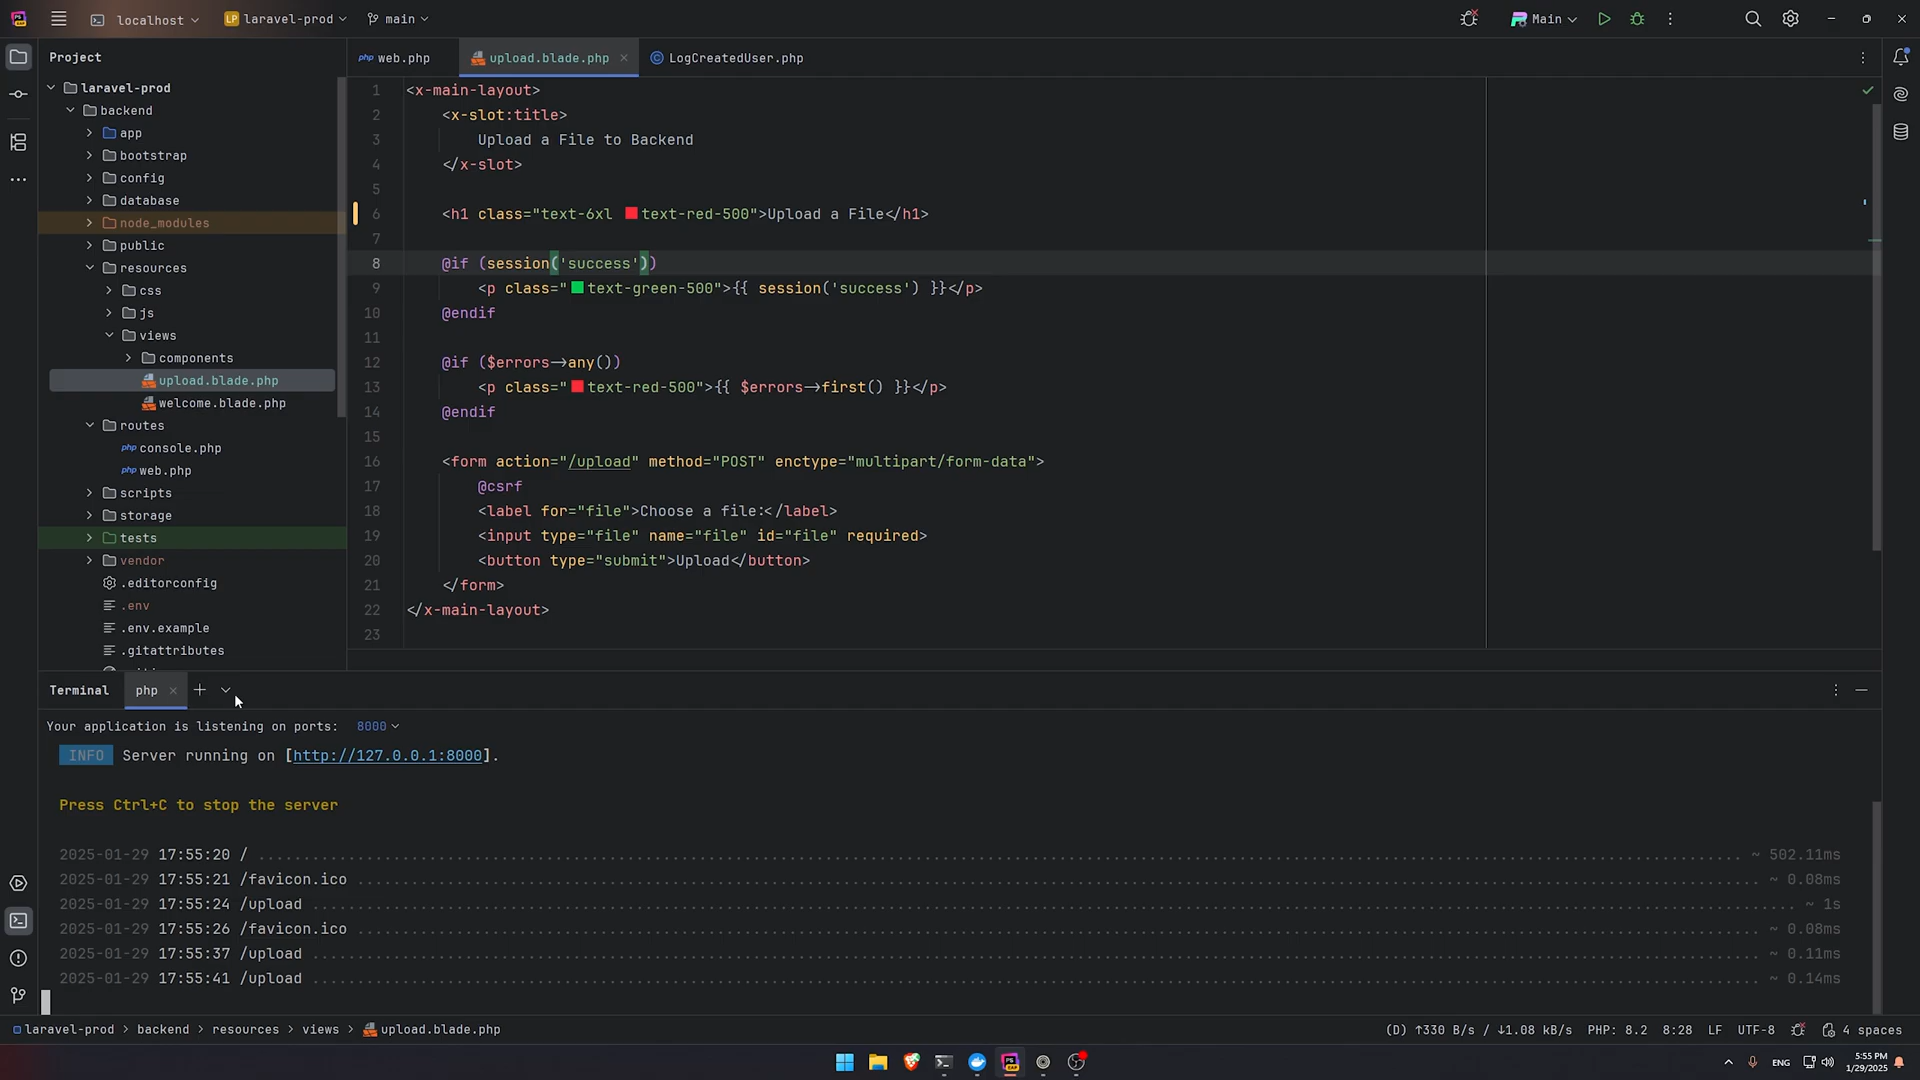 localhost
LP laravel-prod
main
Main
Project
php web.php
upload.blade.php
LogCreatedUser.php
laravel-prod
backend
app
bootstrap
config
database
node_modules
public
resources
css
js
views
components
upload.blade.php
welcome.blade.php
routes
php console.php
php web.php
scripts
storage
tests
vendor
.editorconfig
.env
.env.example
.gitattributes
1 <x-main-layout>
2 <x-slot:title>
3 Upload a File to Backend
4 </x-slot>
5
6 <h1 class="text-6xl text-red-500">Upload a File</h1>
7
8 @if (session('success'))
9 <p class="text-green-500">{{ session('success') }}</p>
10 @endif
11
12 @if ($errors->any())
13 <p class="text-red-500">{{ $errors->first() }}</p>
14 @endif
15
16 <form action="/upload" method="POST" enctype="multipart/form-data">
17 @csrf
18 <label for="file">Choose a file:</label>
19 <input type="file" name="file" id="file" required>
20 <button type="submit">Upload</button>
21 </form>
22 </x-main-layout>
23
Terminal php
Your application is listening on ports: 8000
INFO Server running on [http://127.0.0.1:8000].
Press Ctrl+C to stop the server
2025-01-29 17:55:20 / ~ 502.11ms
2025-01-29 17:55:21 /favicon.ico ~ 0.08ms
2025-01-29 17:55:24 /upload ~ 1s
2025-01-29 17:55:26 /favicon.ico ~ 0.08ms
2025-01-29 17:55:37 /upload ~ 0.11ms
2025-01-29 17:55:41 /upload ~ 0.14ms
laravel-prod > backend > resources > views > upload.blade.php
(D) ↑330 B/s / ↓1.08 kB/s PHP: 8.2 8:28 LF UTF-8 4 spaces
ENG
5:55 PM
1/29/2025